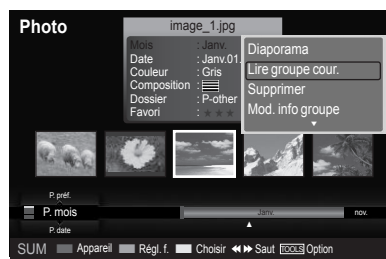 Photo
image_1.jpg
Mois : Janv.
Date : Janv.01.
Couleur : Gris
Composition :
Dossier : P-other
Favori : ★★★
Diaporama
Lire groupe cour.
Supprimer
Mod. info groupe
P. préf.
P. mois
Janv.
nov.
P. date
SUM Appareil Régl. f. Choisir ◀◀ ▶▶ Saut TOOLS Option